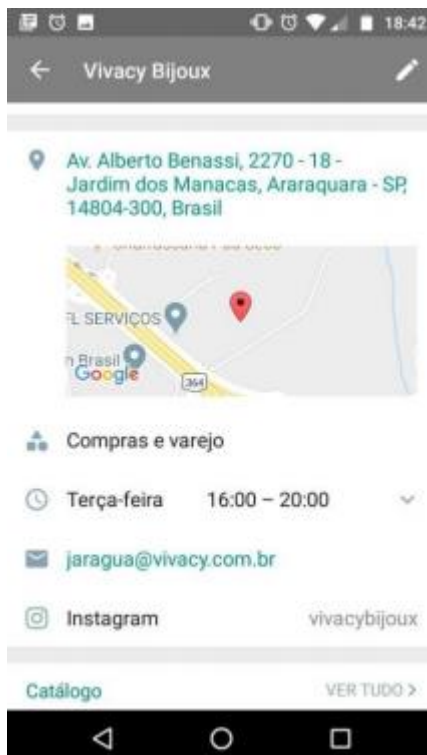 18:42
Vivacy Bijoux
Av. Alberto Benassi, 2270 - 18 -
Jardim dos Manacas, Araraquara - SP,
14804-300, Brasil
FL SERVIÇOS
Brasil
Google
364
Compras e varejo
Terça-feira 16:00 – 20:00
jaragua@vivacy.com.br
Instagram vivacybijoux
Catálogo VER TUDO >